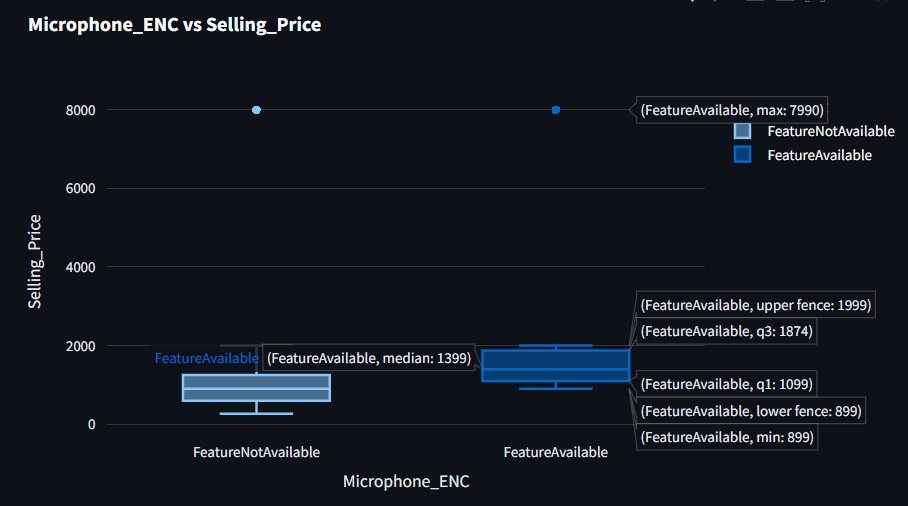 Microphone_ENC vs Selling_Price
8000
(FeatureAvailable, max: 7990)
FeatureNotAvailable
FeatureAvailable
6000
Selling_Price
4000
(FeatureAvailable, upper fence: 1999)
(FeatureAvailable, q3: 1874)
2000
FeatureAvailable
(FeatureAvailable, median: 1399)
(FeatureAvailable, q1: 1099)
(FeatureAvailable, lower fence: 899)
0
(FeatureAvailable, min: 899)
FeatureNotAvailable
FeatureAvailable
Microphone_ENC